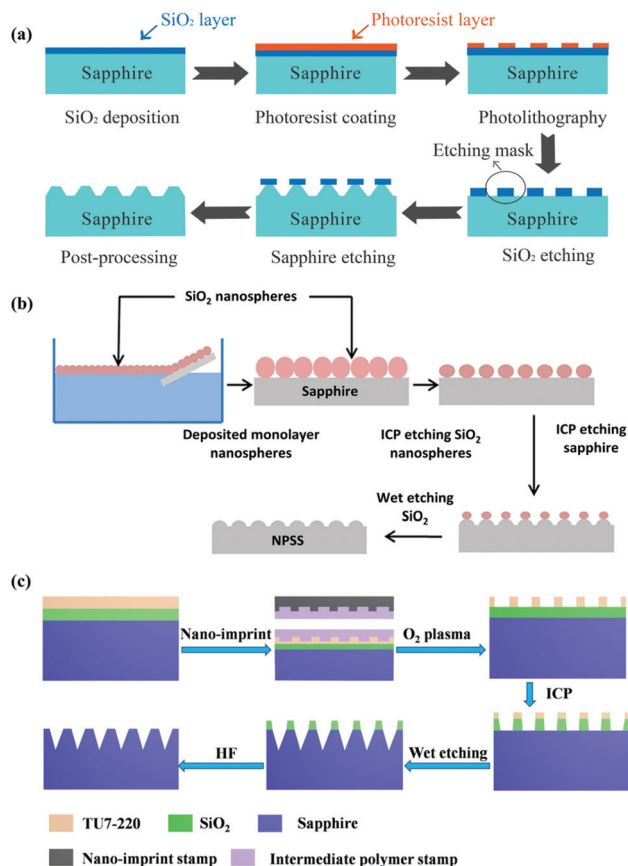 (a)
SiO₂ layer
Photoresist layer
Sapphire
Sapphire
Sapphire
SiO₂ deposition
Photoresist coating
Photolithography
Etching mask
Sapphire
Sapphire
Sapphire
Post-processing
Sapphire etching
SiO₂ etching
(b)
SiO₂ nanospheres
Sapphire
Deposited monolayer
nanospheres
ICP etching SiO₂
nanospheres
ICP etching
sapphire
Wet etching
SiO₂
NPSS
(c)
Nano-imprint
O₂ plasma
ICP
HF
Wet etching
TU7-220
SiO₂
Sapphire
Nano-imprint stamp
Intermediate polymer stamp